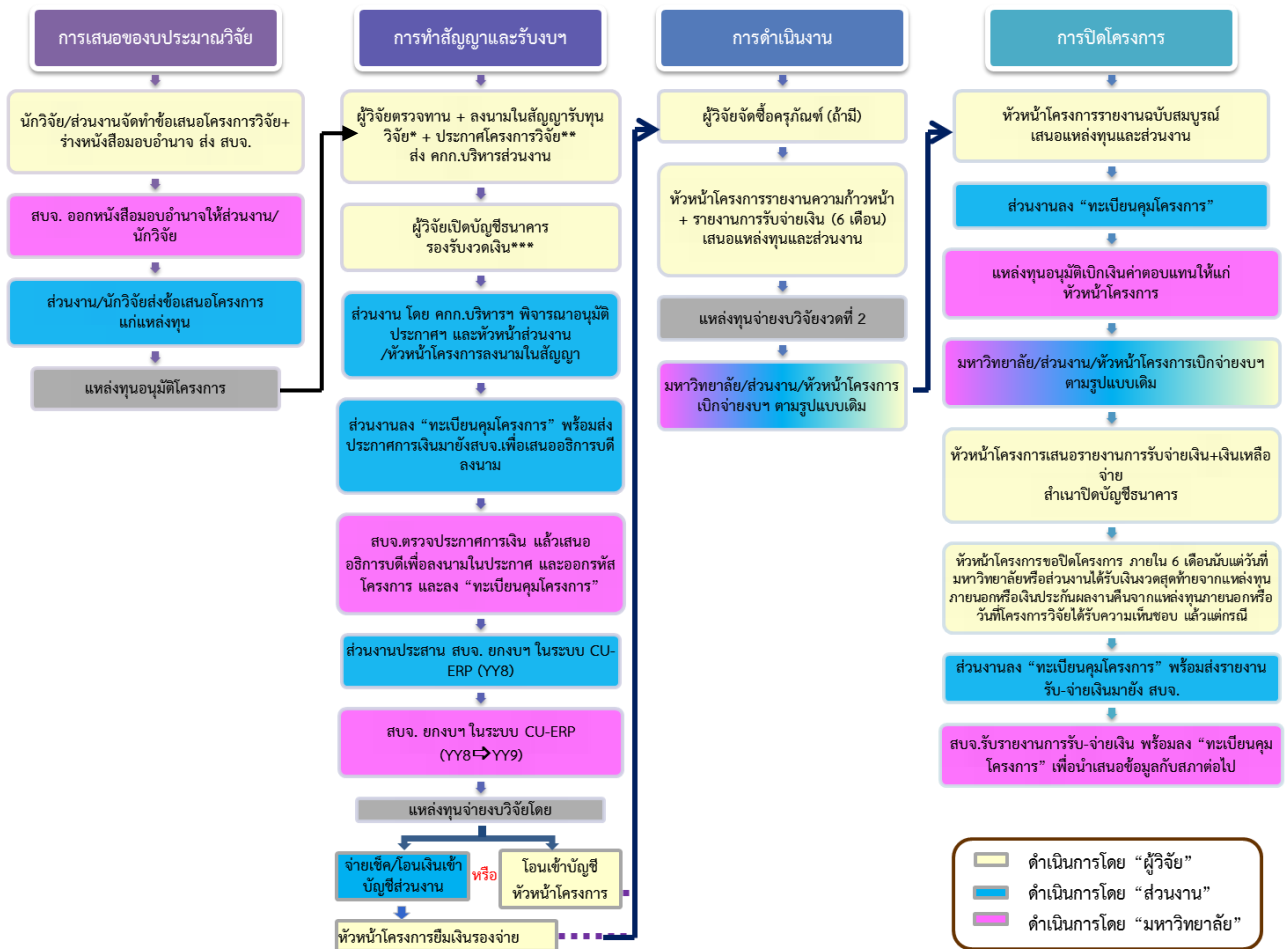 การเสนอของบประมาณวิจัย
นักวิจัย/ส่วนงานจัดทำข้อเสนอโครงการวิจัย+
ร่างหนังสือมอบอำนาจ ส่ง สบจ.
สบจ. ออกหนังสือมอบอำนาจให้ส่วนงาน/
นักวิจัย
ส่วนงาน/นักวิจัยส่งข้อเสนอโครงการ
แก่แหล่งทุน
แหล่งทุนอนุมัติโครงการ
การทำสัญญาและรับงบฯ
ผู้วิจัยตรวจทาน + ลงนามในสัญญารับทุน
วิจัย* + ประกาศโครงการวิจัย**
ส่ง คกก.บริหารส่วนงาน
ผู้วิจัยเปิดบัญชีธนาคาร
รองรับงวดเงิน***
ส่วนงาน โดย คกก.บริหารฯ พิจารณาอนุมัติ
ประกาศฯ และหัวหน้าส่วนงาน
/หัวหน้าโครงการลงนามในสัญญา
ส่วนงานลง “ทะเบียนคุมโครงการ” พร้อมส่ง
ประกาศการเงินมายังสบจ.เพื่อเสนออธิการบดี
ลงนาม
สบจ.ตรวจประกาศการเงิน แล้วเสนอ
อธิการบดีเพื่อลงนามในประกาศ และออกรหัส
โครงการ และลง “ทะเบียนคุมโครงการ”
ส่วนงานประสาน สบจ. ยกงบฯ ในระบบ CU-
ERP (YY8)
สบจ. ยกงบฯ ในระบบ CU-ERP
(YY8⇨YY9)
แหล่งทุนจ่ายงบวิจัยโดย
จ่ายเช็ค/โอนเงินเข้า
บัญชีส่วนงาน
หรือ
โอนเข้าบัญชี
หัวหน้าโครงการ
หัวหน้าโครงการยืมเงินรองจ่าย
การดำเนินงาน
ผู้วิจัยจัดซื้อครุภัณฑ์ (ถ้ามี)
หัวหน้าโครงการรายงานความก้าวหน้า
+ รายงานการรับจ่ายเงิน (6 เดือน)
เสนอแหล่งทุนและส่วนงาน
แหล่งทุนจ่ายงบวิจัยงวดที่ 2
มหาวิทยาลัย/ส่วนงาน/หัวหน้าโครงการ
เบิกจ่ายงบฯ ตามรูปแบบเดิม
การปิดโครงการ
หัวหน้าโครงการรายงานฉบับสมบูรณ์
เสนอแหล่งทุนและส่วนงาน
ส่วนงานลง “ทะเบียนคุมโครงการ”
แหล่งทุนอนุมัติเบิกเงินค่าตอบแทนให้แก่
หัวหน้าโครงการ
มหาวิทยาลัย/ส่วนงาน/หัวหน้าโครงการเบิกจ่ายงบฯ
ตามรูปแบบเดิม
หัวหน้าโครงการเสนอรายงานการรับจ่ายเงิน+เงินเหลือ
จ่าย
สำเนาปิดบัญชีธนาคาร
หัวหน้าโครงการขอปิดโครงการ ภายใน 6 เดือนนับแต่วันที่
มหาวิทยาลัยหรือส่วนงานได้รับเงินงวดสุดท้ายจากแหล่งทุน
ภายนอกหรือเงินประกันผลงานคืนจากแหล่งทุนภายนอกหรือ
วันที่โครงการวิจัยได้รับความเห็นชอบ แล้วแต่กรณี
ส่วนงานลง “ทะเบียนคุมโครงการ” พร้อมส่งรายงาน
รับ-จ่ายเงินมายัง สบจ.
สบจ.รับรายงานการรับ-จ่ายเงิน พร้อมลง “ทะเบียนคุม
โครงการ” เพื่อนำเสนอข้อมูลกับสภาต่อไป
ดำเนินการโดย “ผู้วิจัย”
ดำเนินการโดย “ส่วนงาน”
ดำเนินการโดย “มหาวิทยาลัย”